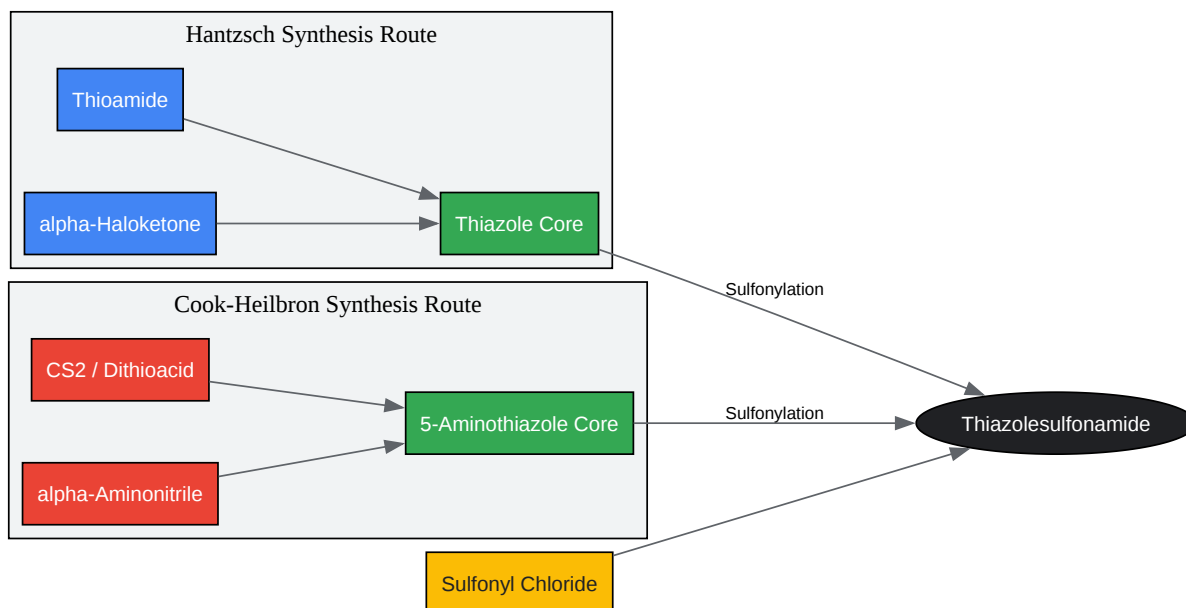 Hantzsch Synthesis Route
Thioamide
alpha-Haloketone
Thiazole Core
Sulfonylation
Cook-Heilbron Synthesis Route
CS2 / Dithioacid
alpha-Aminonitrile
5-Aminothiazole Core
Sulfonylation
Thiazolesulfonamide
Sulfonyl Chloride